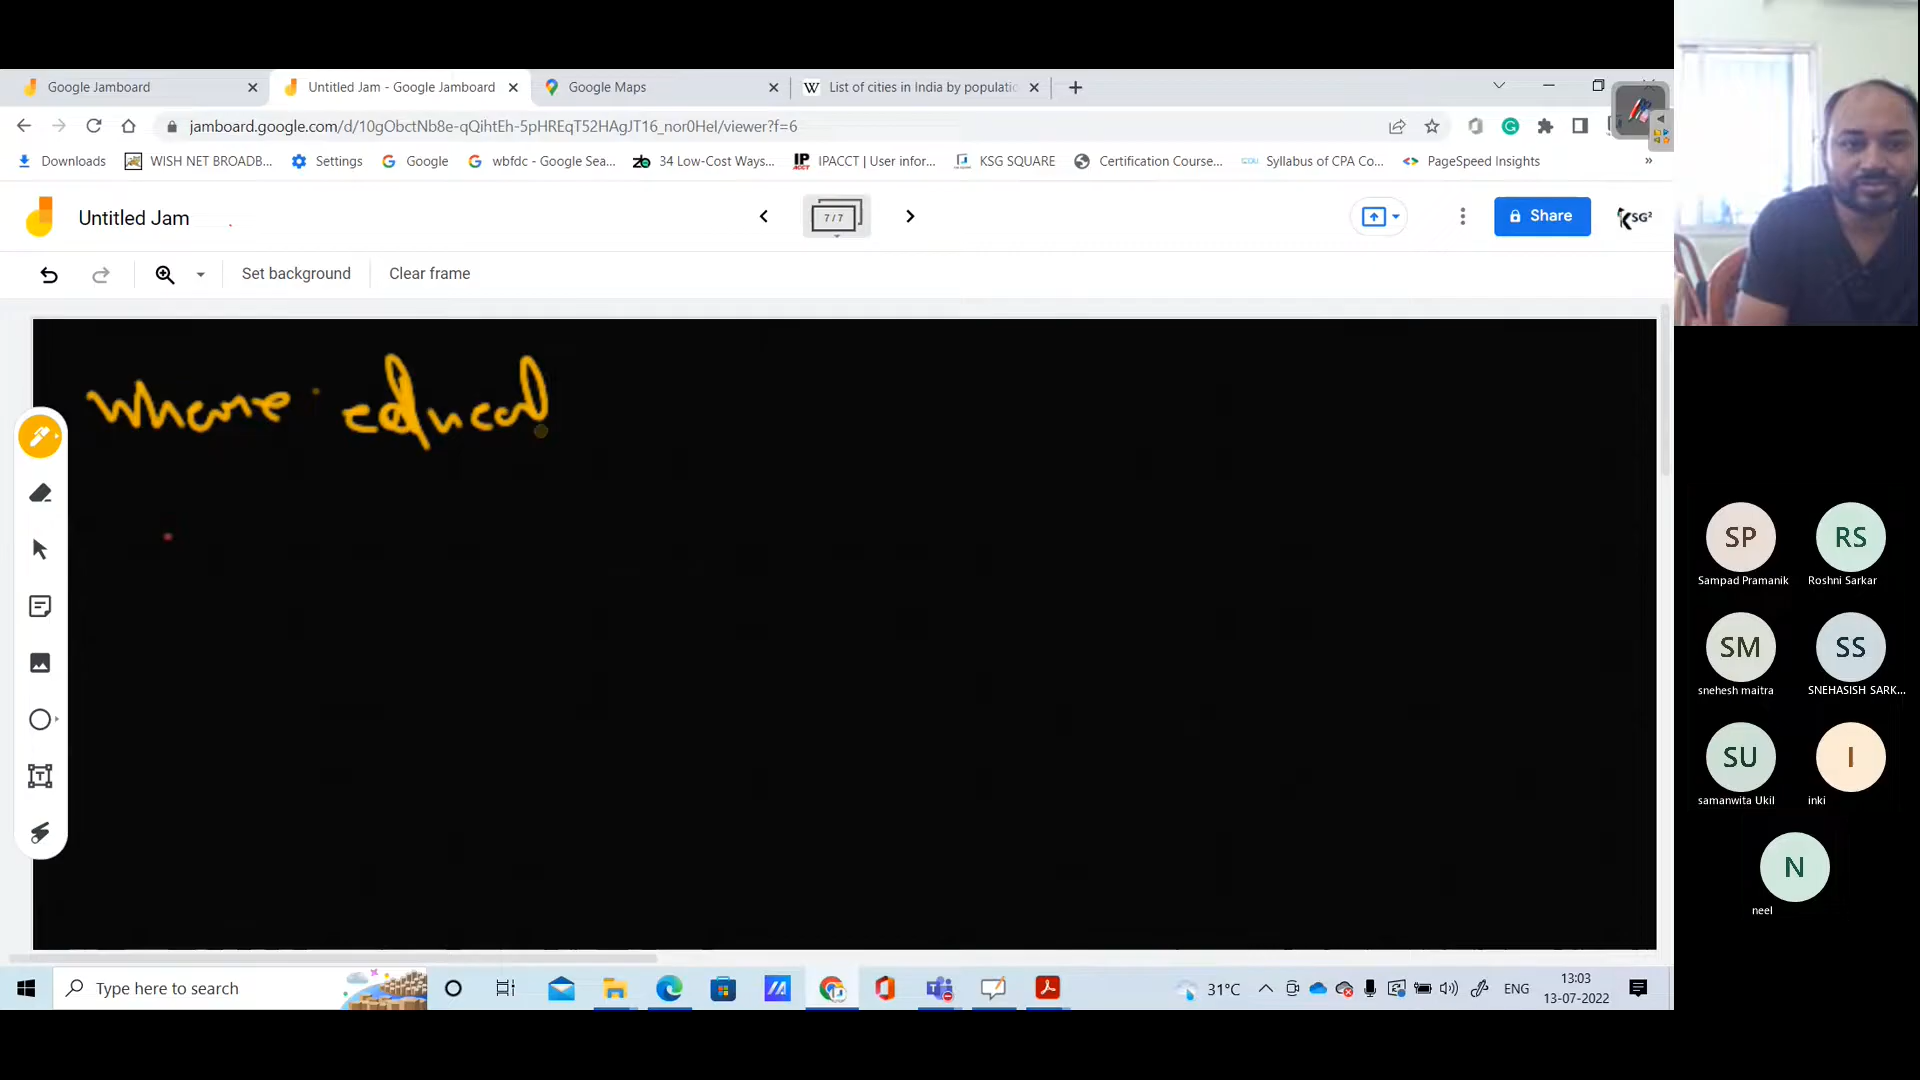 Google Jamboard
Untitled Jam - Google Jamboard
Google Maps
List of cities in India by populatio
jamboard.google.com/d/10gObctNb8e-qQihtEh-5pHREqT52HAgJT16_nor0HeI/viewer?f=6
Downloads
WISH NET BROADB...
Settings
Google
wbfdc - Google Sea...
34 Low-Cost Ways...
IPACCT | User infor...
KSG SQUARE
Certification Course...
Syllabus of CPA Co...
PageSpeed Insights
»
Untitled Jam
7 / 7
Share
KSG²
Set background
Clear frame
where
SP
RS
Sampad Pramanik
Roshni Sarkar
SM
SS
snehesh maitra
SNEHASISH SARK...
SU
I
samanwita Ukil
inki
N
neel
Type here to search
31°C
ENG
13:03
13-07-2022